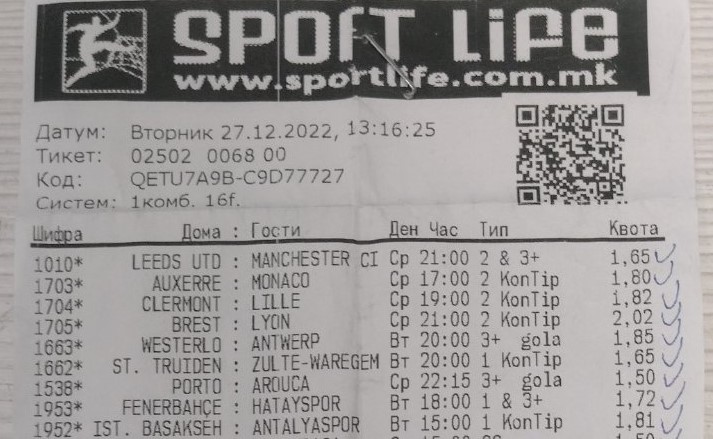 SPORT LIFE
www.sportlife.com.mk
Датум: Вторник 27.12.2022, 13:16:25
Тикет: 02502 0068 00
Код: QETU7A9B-C9D77727
Систем: 1комб. 16f.
Шифра Дома : Гости Ден Час Тип Квота
1010* LEEDS UTD : MANCHESTER CI Ср 21:00 2 & 3+ 1,65
1703* AUXERRE : MONACO Ср 17:00 2 KonTip 1,80
1704* CLERMONT : LILLE Ср 19:00 2 KonTip 1,82
1705* BREST : LYON Ср 21:00 2 KonTip 2,02
1663* WESTERLO : ANTWERP Вт 20:00 3+ gola 1,85
1662* ST. TRUIDEN : ZULTE-WAREGEM Вт 20:00 1 KonTip 1,65
1538* PORTO : AROUCA Ср 22:15 3+ gola 1,50
1953* FENERBAHÇE : HATAYSPOR Вт 18:00 1 & 3+ 1,72
1952* IST. BASAKSEH : ANTALYASPOR Вт 15:00 1 KonTip 1,81